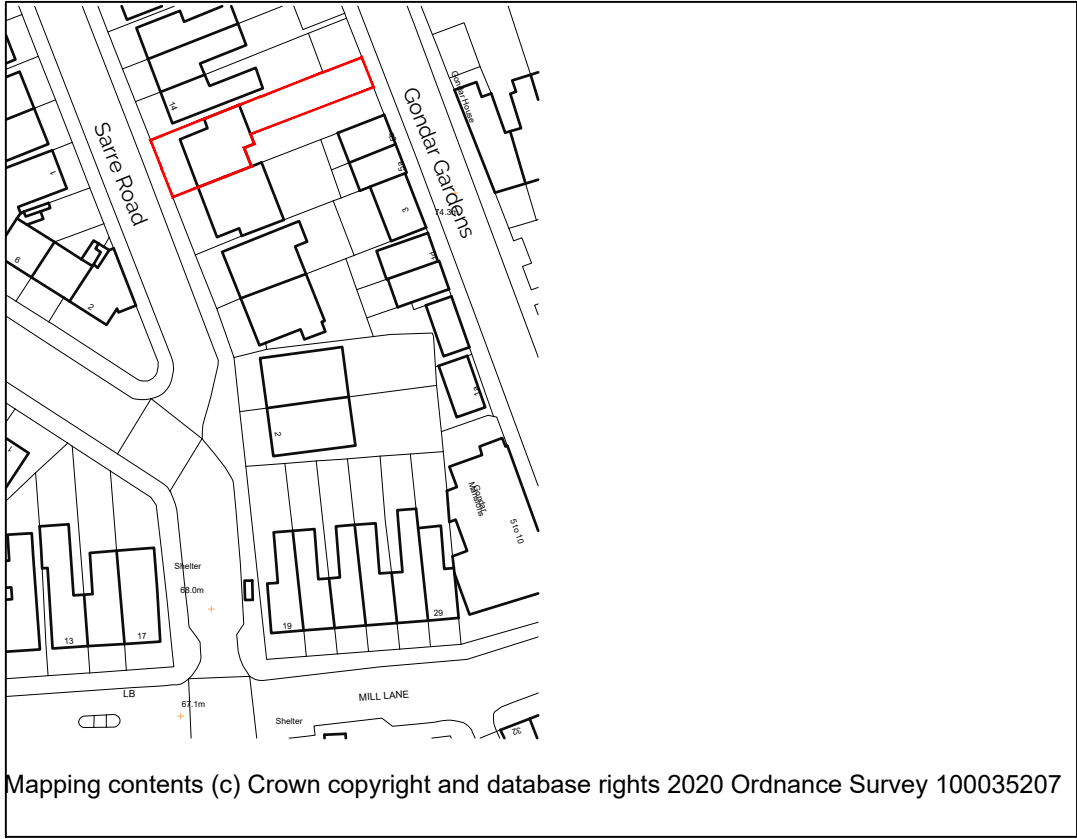 Gondar House
14
Sarre Road
Gondar Gardens
1
3
74.3m
6
2
2
Gondar
Mansions
5 to 10
Shelter
68.0m
19
29
13
17
LB
67.1m
MILL LANE
Shelter
Mapping contents (c) Crown copyright and database rights 2020 Ordnance Survey 100035207